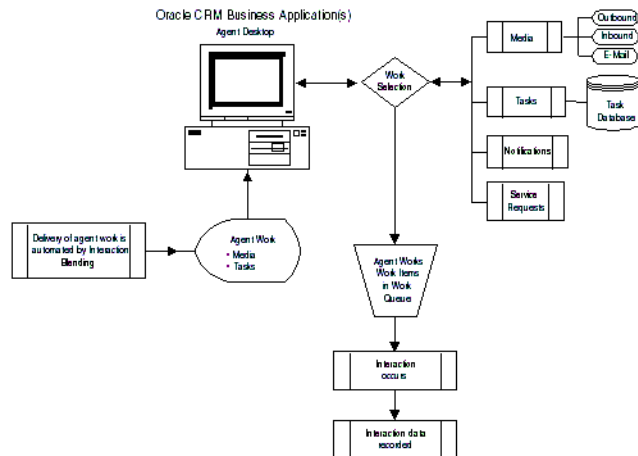 Oracle CRM Business Application(s)
Agent Desktop
Work
Selection
Media
Outbound
Inbound
E-Mail
Tasks
Task
Database
Notifications
Service
Requests
Delivery of agent work is
automated by Interaction
Blending
Agent Work
• Media
• Tasks
Agent Works
Work Items
in Work
Queue
Interaction
occurs
Interaction data
recorded